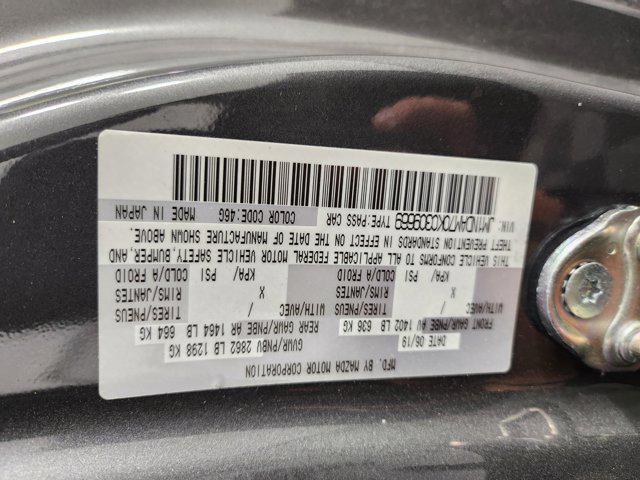 MFD. BY MAZDA MOTOR CORPORATION
DATE 06/19 GVWR/PNBV 2862 LB 1298 KG
FRONT GAWR/PNBE AV 1402 LB 636 KG REAR GAWR/PNBE AR 1464 LB 664 KG
WITH/AVEC TIRES/PNEUS WITH/AVEC TIRES/PNEUS
X RIMS/JANTES X RIMS/JANTES
KPA/ PSI COLD/A FROID KPA/ PSI COLD/A FROID
THIS VEHICLE CONFORMS TO ALL APPLICABLE FEDERAL MOTOR VEHICLE SAFETY, BUMPER, AND
THEFT PREVENTION STANDARDS IN EFFECT ON THE DATE OF MANUFACTURE SHOWN ABOVE.
VIN: JM1NDAM70K0309669 TYPE:PASS CAR COLOR CODE:46G MADE IN JAPAN